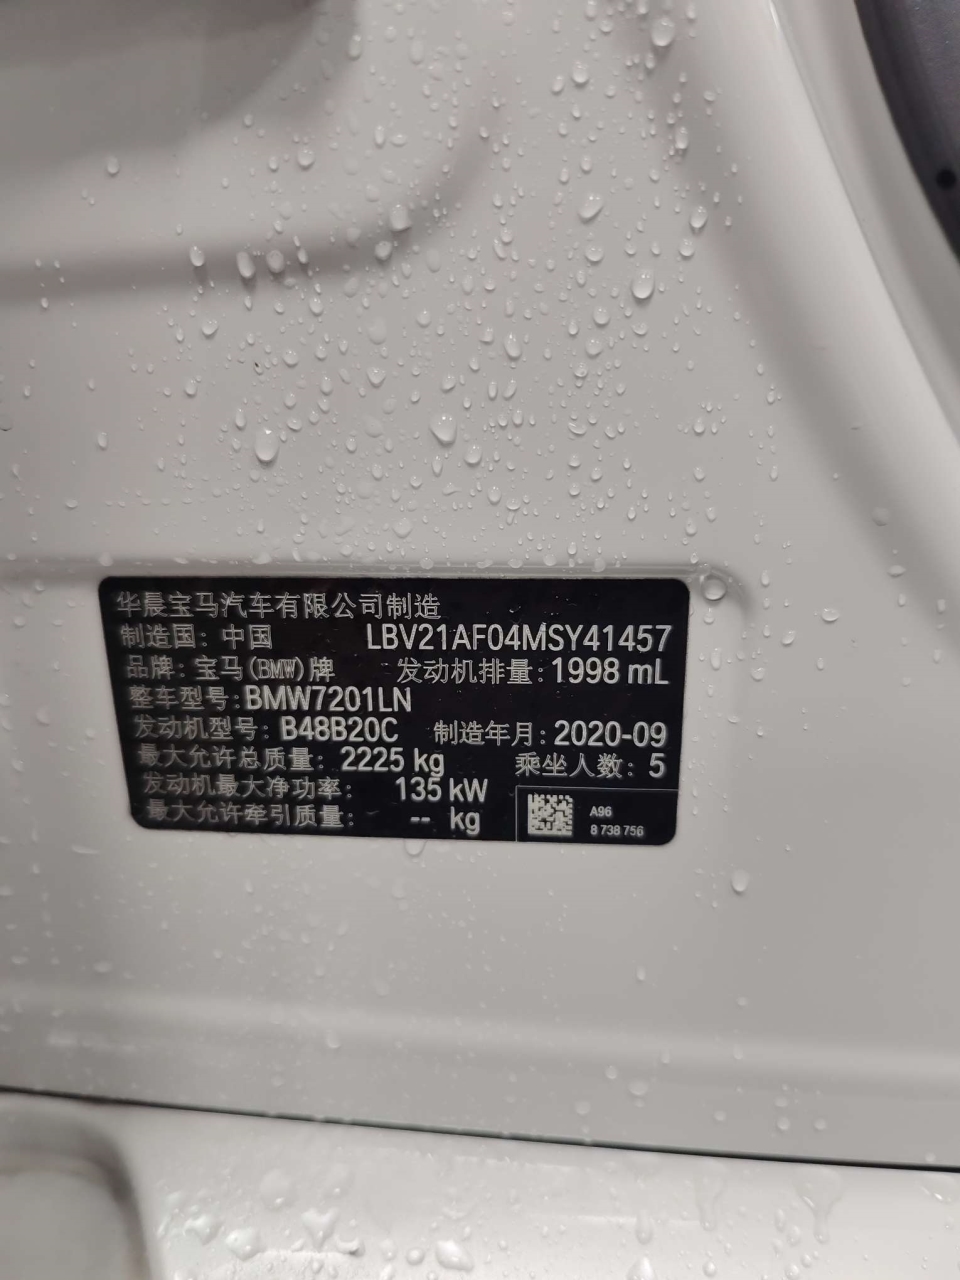 华晨宝马汽车有限公司制造
制造国：中国 LBV21AF04MSY41457
品牌：宝马(BMW)牌 发动机排量：1998 mL
整车型号：BMW7201LN
发动机型号：B48B20C 制造年月：2020-09
最大允许总质量：2225 kg 乘坐人数：5
发动机最大净功率：135 kW
最大允许牵引质量：-- kg
A96
8 738 756